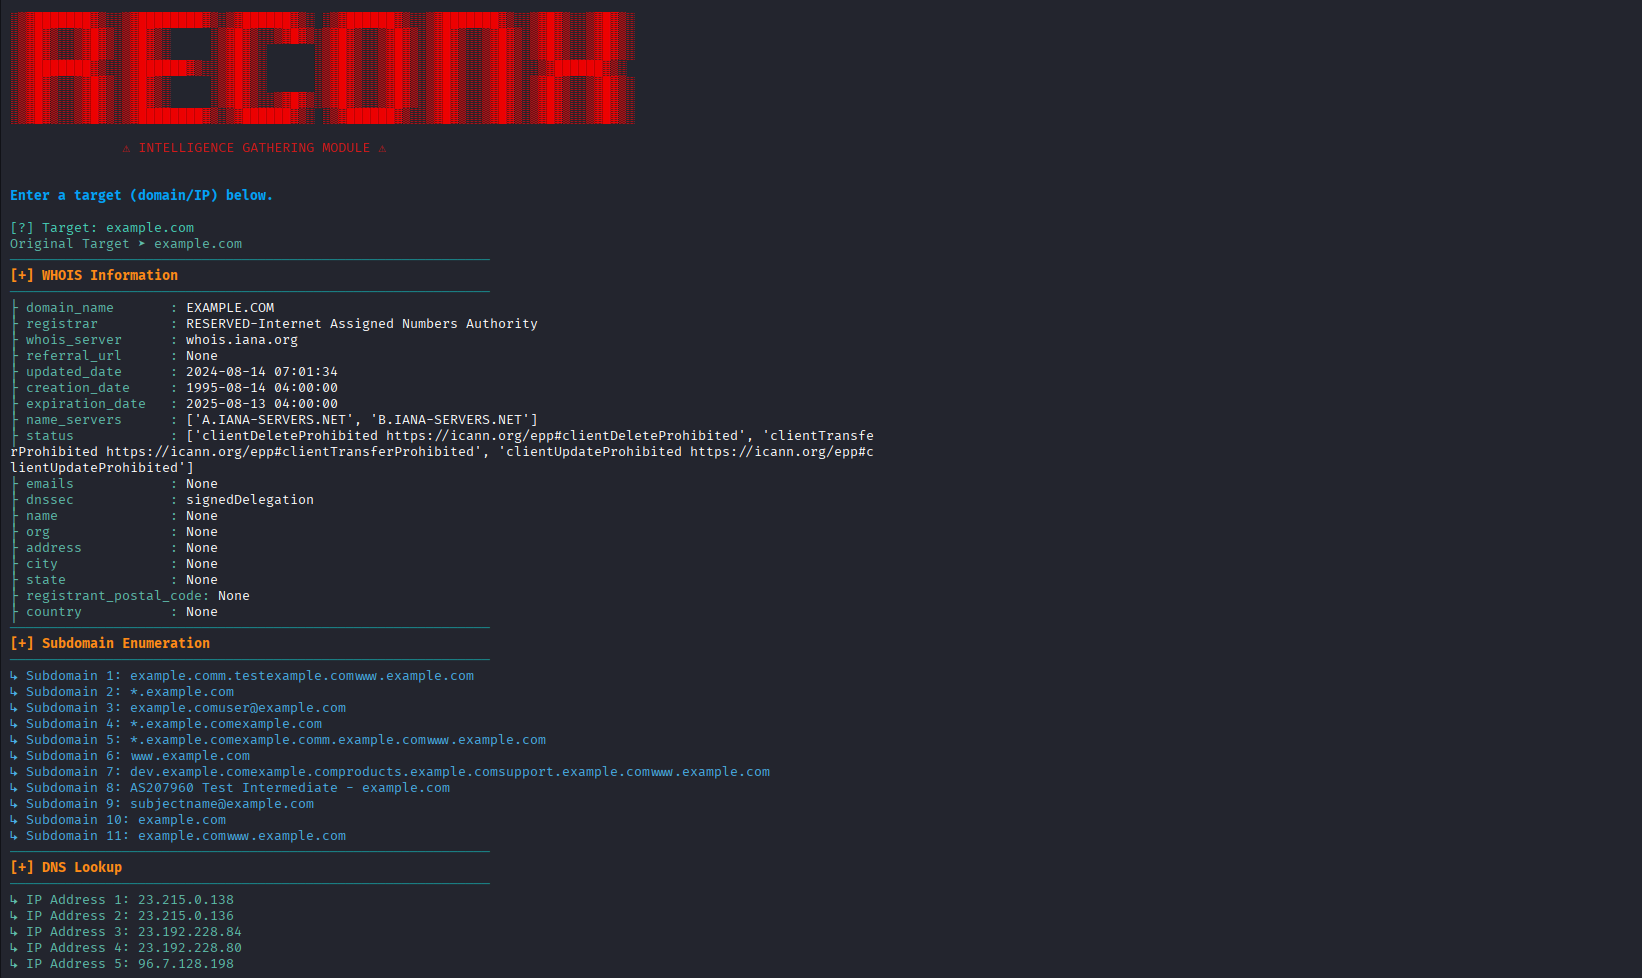 RECONX
⚠ INTELLIGENCE GATHERING MODULE ⚠
Enter a target (domain/IP) below.
[?] Target: example.com
Original Target ➤ example.com
[+] WHOIS Information
├ domain_name : EXAMPLE.COM
├ registrar : RESERVED-Internet Assigned Numbers Authority
├ whois_server : whois.iana.org
├ referral_url : None
├ updated_date : 2024-08-14 07:01:34
├ creation_date : 1995-08-14 04:00:00
├ expiration_date : 2025-08-13 04:00:00
├ name_servers : ['A.IANA-SERVERS.NET', 'B.IANA-SERVERS.NET']
├ status : ['clientDeleteProhibited https://icann.org/epp#clientDeleteProhibited', 'clientTransfe
rProhibited https://icann.org/epp#clientTransferProhibited', 'clientUpdateProhibited https://icann.org/epp#c
lientUpdateProhibited']
├ emails : None
├ dnssec : signedDelegation
├ name : None
├ org : None
├ address : None
├ city : None
├ state : None
├ registrant_postal_code: None
├ country : None
[+] Subdomain Enumeration
↳ Subdomain 1: example.comm.testexample.comwww.example.com
↳ Subdomain 2: *.example.com
↳ Subdomain 3: example.comuser@example.com
↳ Subdomain 4: *.example.comexample.com
↳ Subdomain 5: *.example.comexample.comm.example.comwww.example.com
↳ Subdomain 6: www.example.com
↳ Subdomain 7: dev.example.comexample.comproducts.example.comsupport.example.comwww.example.com
↳ Subdomain 8: AS207960 Test Intermediate - example.com
↳ Subdomain 9: subjectname@example.com
↳ Subdomain 10: example.com
↳ Subdomain 11: example.comwww.example.com
[+] DNS Lookup
↳ IP Address 1: 23.215.0.138
↳ IP Address 2: 23.215.0.136
↳ IP Address 3: 23.192.228.84
↳ IP Address 4: 23.192.228.80
↳ IP Address 5: 96.7.128.198